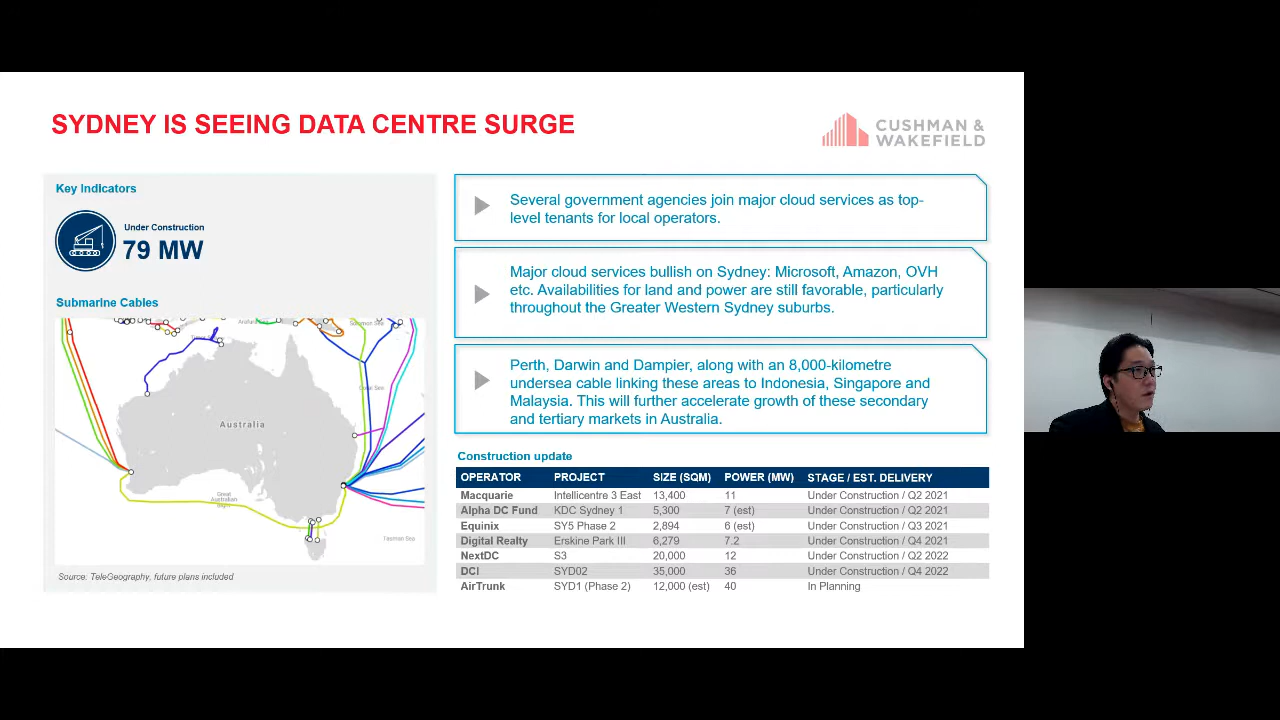 SYDNEY IS SEEING DATA CENTRE SURGE
CUSHMAN &
WAKEFIELD
Key Indicators
Under Construction
79 MW
Submarine Cables
Solomon Sea
Coral Sea
Australia
Great
Australian
Bight
Tasman Sea
Source: TeleGeography, future plans included
Several government agencies join major cloud services as top-
level tenants for local operators.
Major cloud services bullish on Sydney: Microsoft, Amazon, OVH
etc. Availabilities for land and power are still favorable, particularly
throughout the Greater Western Sydney suburbs.
Perth, Darwin and Dampier, along with an 8,000-kilometre
undersea cable linking these areas to Indonesia, Singapore and
Malaysia. This will further accelerate growth of these secondary
and tertiary markets in Australia.
Construction update
OPERATOR PROJECT SIZE (SQM) POWER (MW) STAGE / EST. DELIVERY
Macquarie Intellicentre 3 East 13,400 11 Under Construction / Q2 2021
Alpha DC Fund KDC Sydney 1 5,300 7 (est) Under Construction / Q2 2021
Equinix SY5 Phase 2 2,894 6 (est) Under Construction / Q3 2021
Digital Realty Erskine Park III 6,279 7.2 Under Construction / Q4 2021
NextDC S3 20,000 12 Under Construction / Q2 2022
DCI SYD02 35,000 36 Under Construction / Q4 2022
AirTrunk SYD1 (Phase 2) 12,000 (est) 40 In Planning